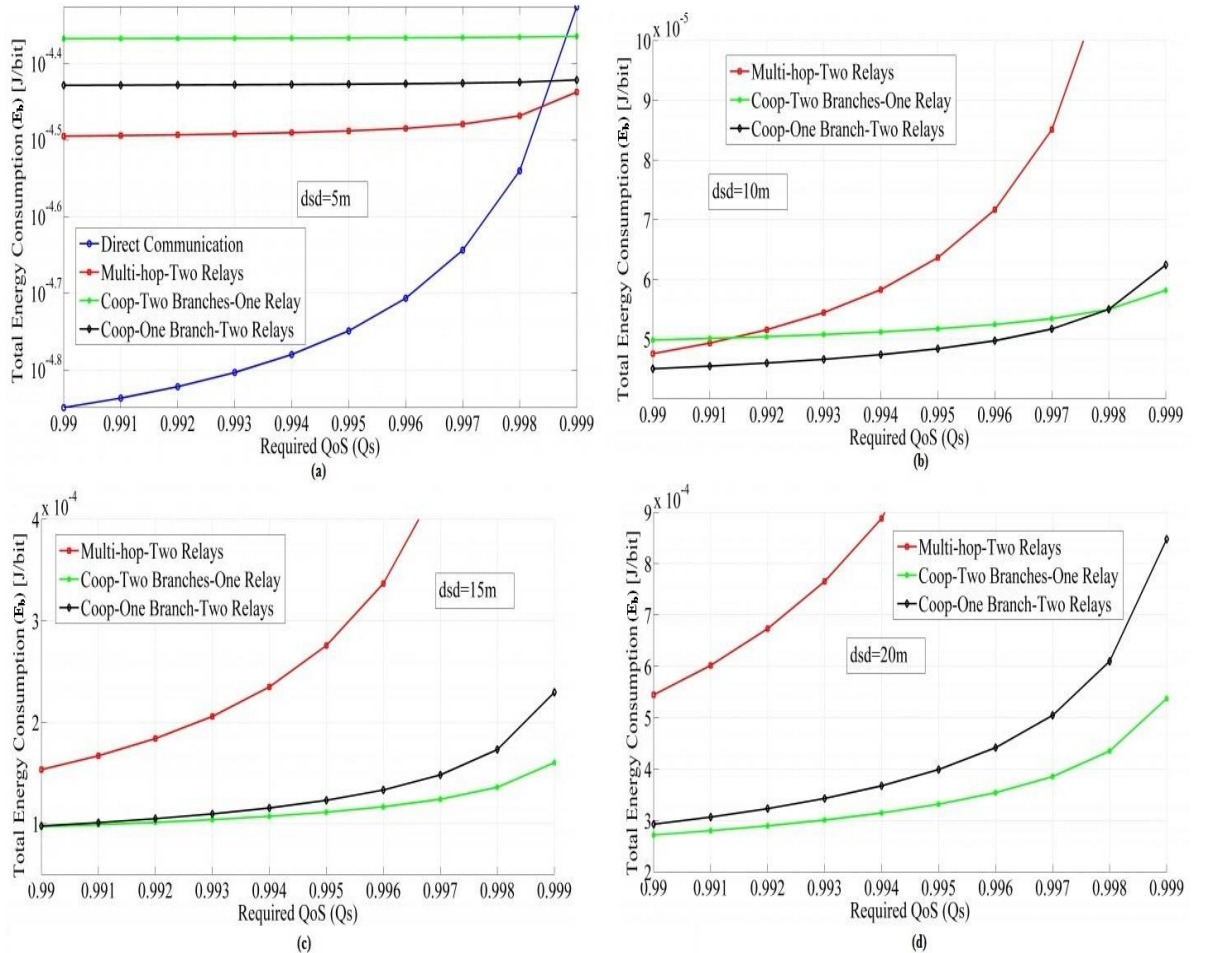 Total Energy Consumption (Eb) [J/bit]
10^-4.4
10^-4.5
10^-4.6
10^-4.7
10^-4.8
dsd=5m
Direct Communication
Multi-hop-Two Relays
Coop-Two Branches-One Relay
Coop-One Branch-Two Relays
0.99 0.991 0.992 0.993 0.994 0.995 0.996 0.997 0.998 0.999
Required QoS (Qs)
(a)
Total Energy Consumption (Eb) [J/bit]
10 x 10^-5
9
8
7
6
5
Multi-hop-Two Relays
Coop-Two Branches-One Relay
Coop-One Branch-Two Relays
dsd=10m
0.99 0.991 0.992 0.993 0.994 0.995 0.996 0.997 0.998 0.999
Required QoS (Qs)
(b)
Total Energy Consumption (Eb) [J/bit]
x 10^-4
4
3
2
1
Multi-hop-Two Relays
Coop-Two Branches-One Relay
Coop-One Branch-Two Relays
dsd=15m
0.99 0.991 0.992 0.993 0.994 0.995 0.996 0.997 0.998 0.999
Required QoS (Qs)
(c)
Total Energy Consumption (Eb) [J/bit]
9 x 10^-4
8
7
6
5
4
3
2
Multi-hop-Two Relays
Coop-Two Branches-One Relay
Coop-One Branch-Two Relays
dsd=20m
0.99 0.991 0.992 0.993 0.994 0.995 0.996 0.997 0.998 0.999
Required QoS (Qs)
(d)